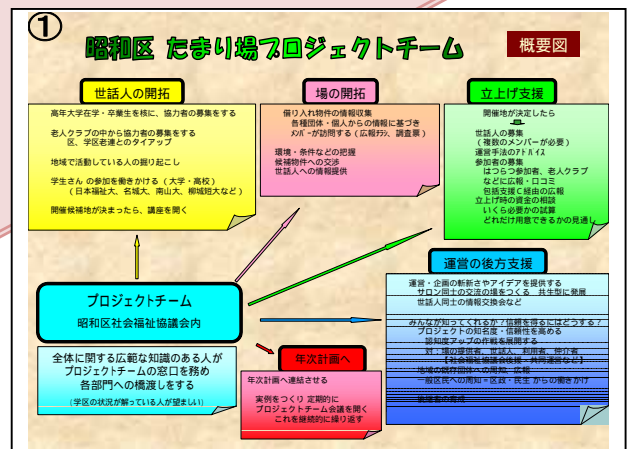 ①
昭和区 たまり場プロジェクトチーム
概要図
世話人の開拓
高年大学在学・卒業生を核に、協力者の募集をする
老人クラブの中から協力者の募集をする
区、学区老連とのタイアップ
地域で活動している人の掘り起こし
学生さん の参加を働きかける (大学・高校)
(日本福祉大、名城大、南山大、柳城短大など)
開催候補地が決まったら、講座を開く
場の開拓
借り入れ物件の情報収集
各種団体・個人からの情報に基づき
メンバーが訪問する (広報チラシ、調査票)
環境・条件などの把握
候補物件への交渉
世話人への情報提供
立上げ支援
開催地が決定したら
世話人の募集
(複数のメンバーが必要)
運営手法のアドバイス
参加者の募集
はつらつ参加者、老人クラブ
などに広報・口コミ
包括支援C経由の広報
立上げ時の資金の相談
いくら必要かの試算
どれだけ用意できるかの見通し
プロジェクトチーム
昭和区社会福祉協議会内
全体に関する広範な知識のある人が
プロジェクトチームの窓口を務め
各部門への橋渡しをする
(学区の状況が解っている人が望ましい)
年次計画へ
年次計画へ連結させる
実例をつくり 定期的に
プロジェクトチーム会議を開く
これを継続的に繰り返す
運営の後方支援
運営・企画の斬新さやアイデアを提供する
サロン同士の交流の場をつくる 共生型に発展
世話人同士の情報交換会など
みんなが知ってくれるか?信頼を得るにはどうする?
プロジェクトの知名度・信頼性を高める
認知度アップの作戦を展開する
対:場の提供者、世話人、利用者、仲介者
【社会福祉協議会後援・共同運営など】
地域の既存団体への周知、広報
一般区民への周知=区政・民生 からの働きかけ
後継者の育成